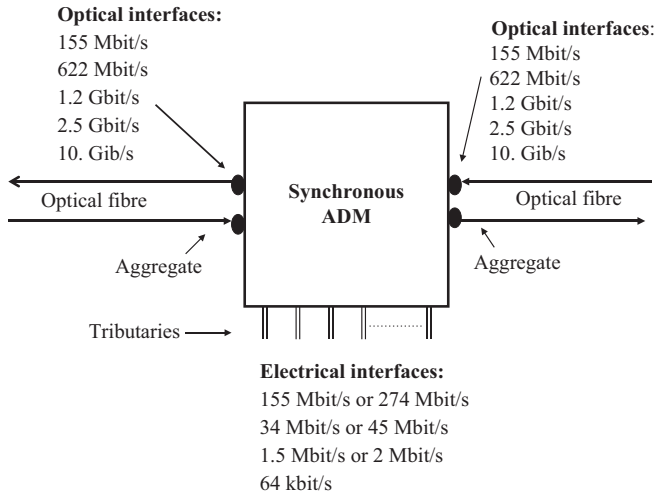 Optical interfaces:
155 Mbit/s
622 Mbit/s
1.2 Gbit/s
2.5 Gbit/s
10. Gib/s
Optical interfaces:
155 Mbit/s
622 Mbit/s
1.2 Gbit/s
2.5 Gbit/s
10. Gib/s
Optical fibre
Synchronous
ADM
Optical fibre
Aggregate
Aggregate
Tributaries
Electrical interfaces:
155 Mbit/s or 274 Mbit/s
34 Mbit/s or 45 Mbit/s
1.5 Mbit/s or 2 Mbit/s
64 kbit/s